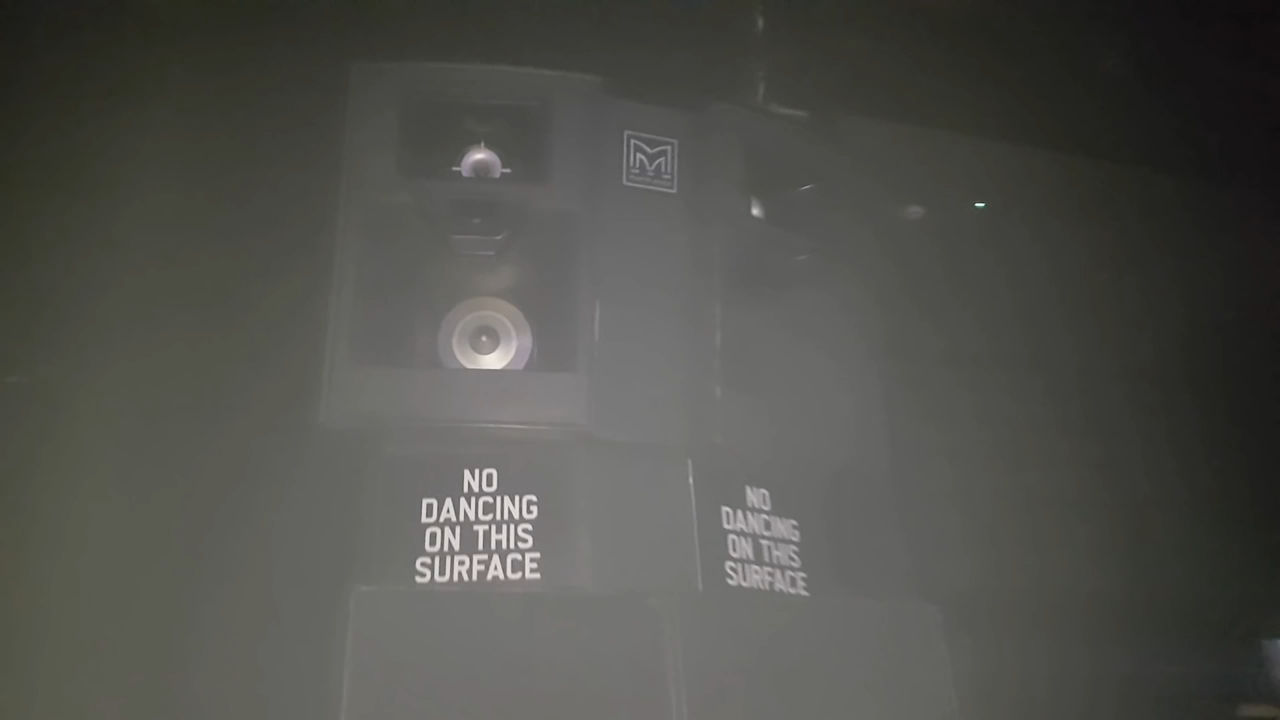 NO
DANCING
ON THIS
SURFACE
NO
DANCING
ON THIS
SURFACE